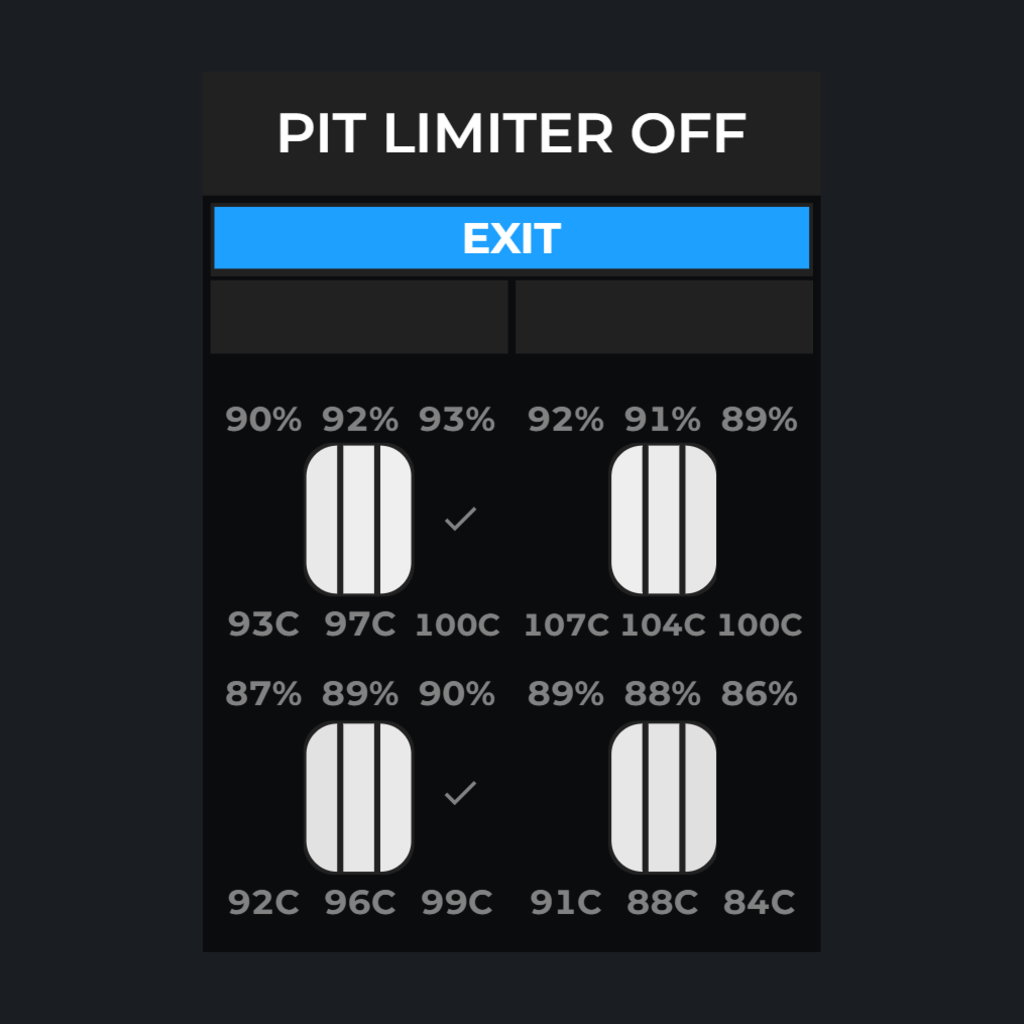 PIT LIMITER OFF
EXIT
90% 92% 93% 92% 91% 89%
93C 97C 100C 107C 104C 100C
87% 89% 90% 89% 88% 86%
92C 96C 99C 91C 88C 84C